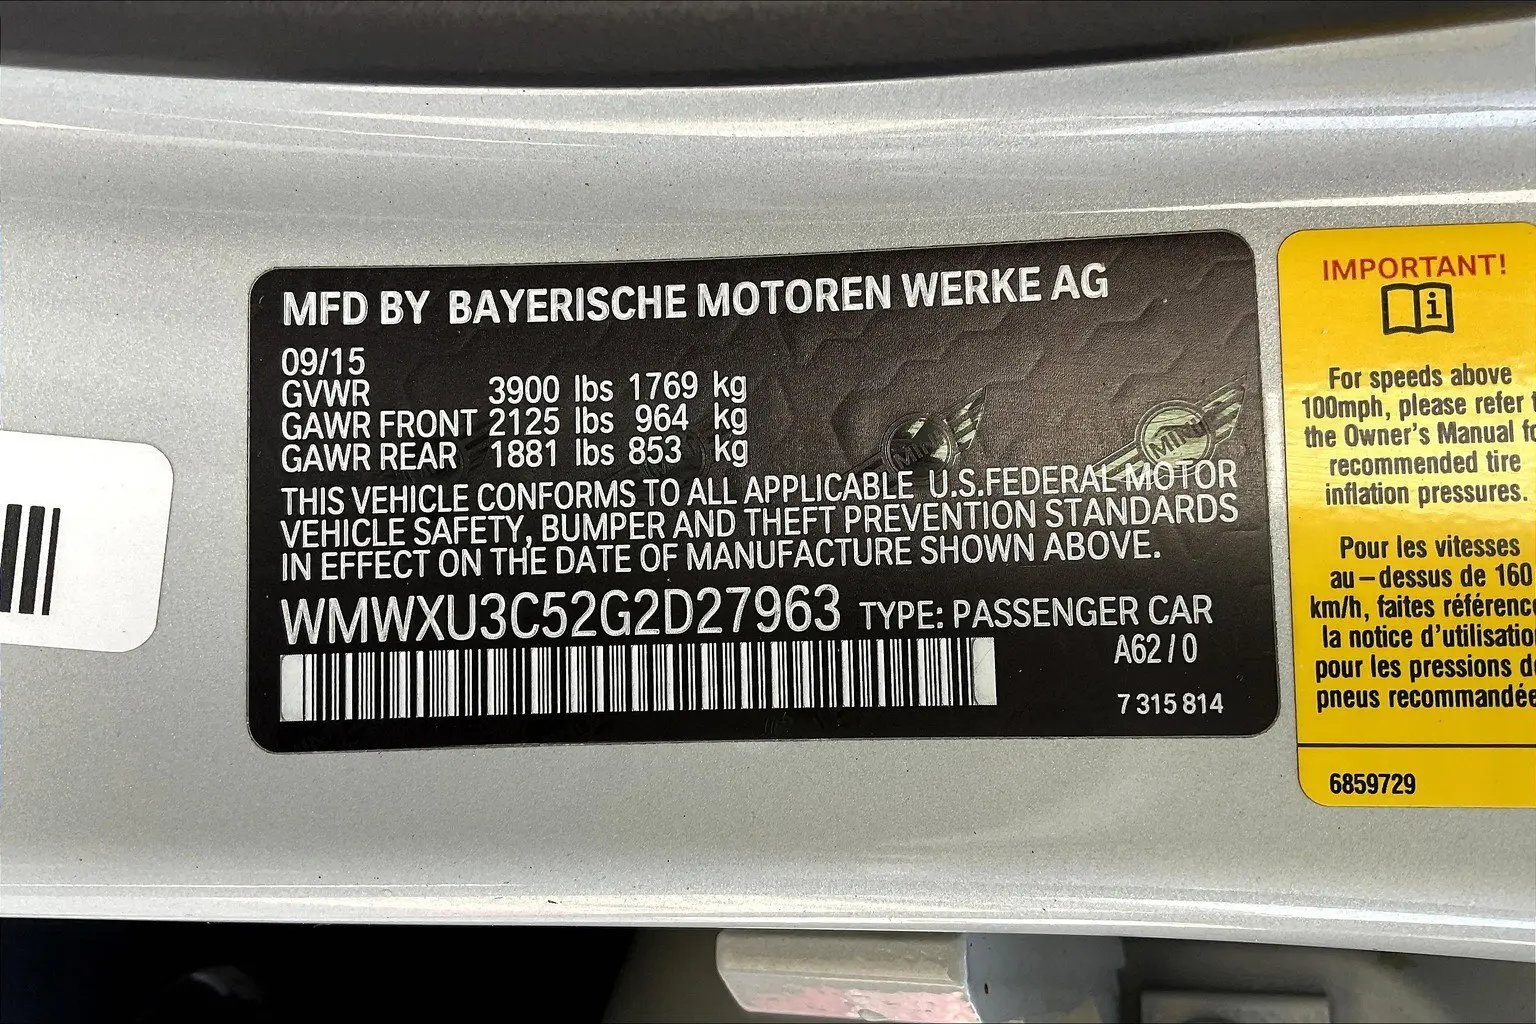 MFD BY BAYERISCHE MOTOREN WERKE AG
09/15
GVWR 3900 lbs 1769 kg
GAWR FRONT 2125 lbs 964 kg
GAWR REAR 1881 lbs 853 kg
THIS VEHICLE CONFORMS TO ALL APPLICABLE U.S.FEDERAL MOTOR
VEHICLE SAFETY, BUMPER AND THEFT PREVENTION STANDARDS
IN EFFECT ON THE DATE OF MANUFACTURE SHOWN ABOVE.
WMWXU3C52G2D27963 TYPE: PASSENGER CAR
A62/0
7 315 814
MINI
MINI
IMPORTANT!
For speeds above
100mph, please refer
the Owner's Manual
recommended tire
inflation pressures.
Pour les vitesses
au-dessus de 160
km/h, faites référence
la notice d'utilisation
pour les pressions
pneus recommandée
6859729